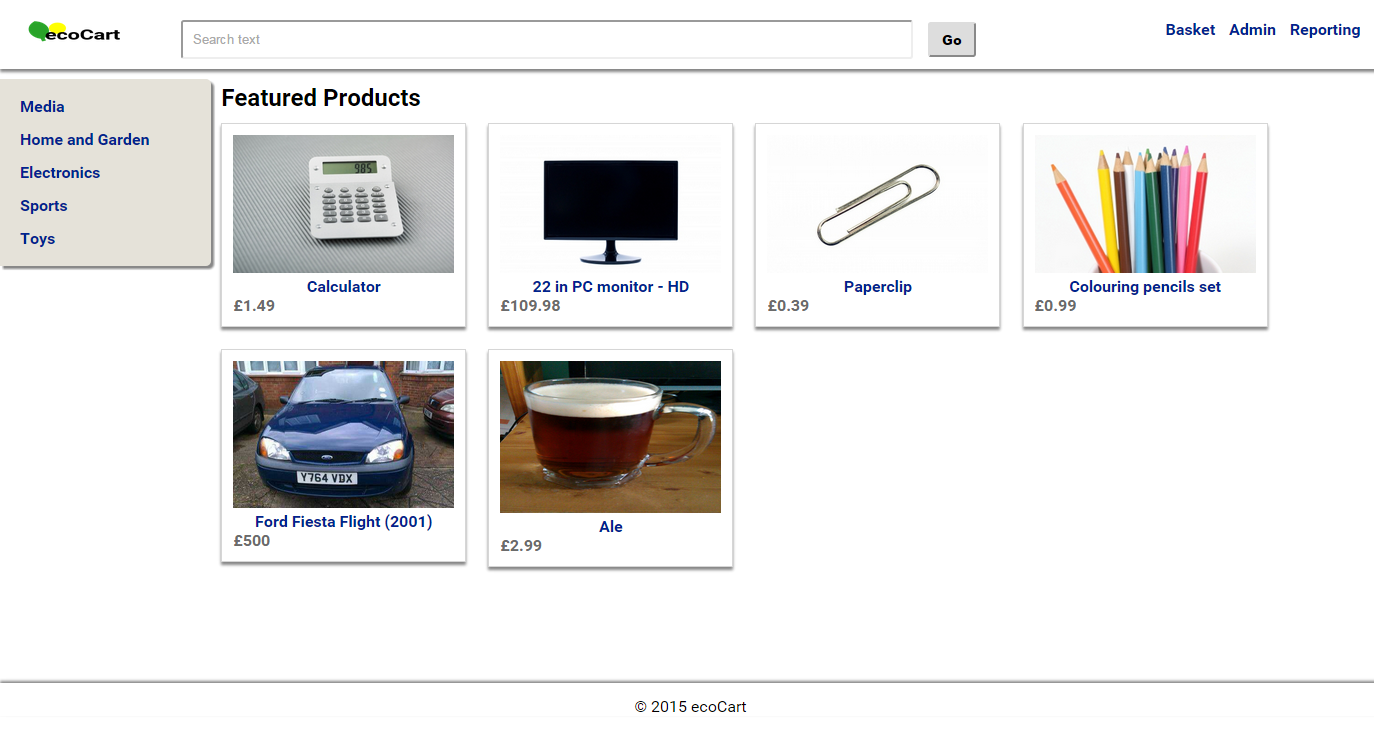 ecoCart
Search text
Go
Basket Admin Reporting
Media
Home and Garden
Electronics
Sports
Toys
Featured Products
985
Calculator
£1.49
22 in PC monitor - HD
£109.98
Paperclip
£0.39
Colouring pencils set
£0.99
Ford
Y764 VDX
Ford Fiesta Flight (2001)
£500
Ale
£2.99
© 2015 ecoCart